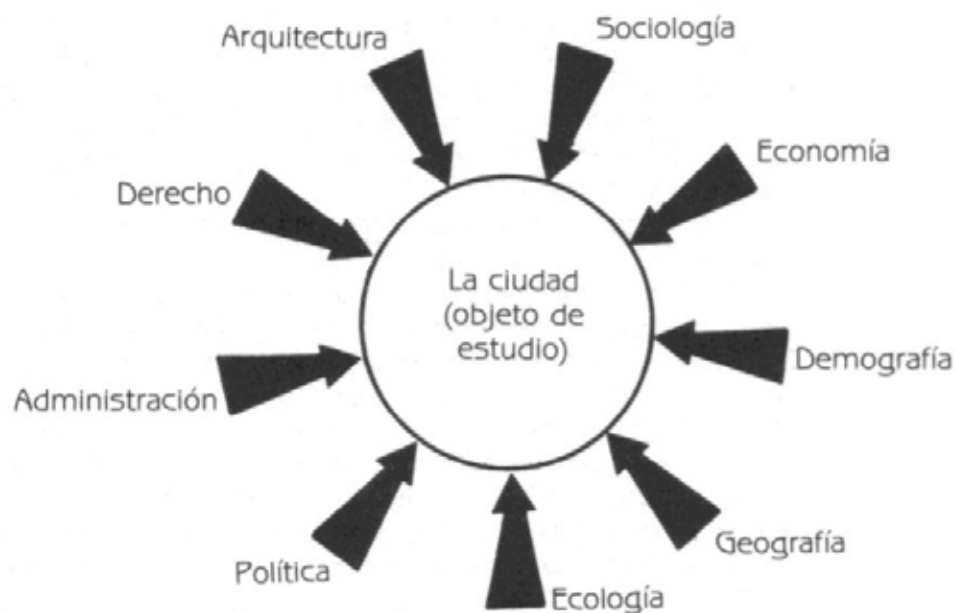 Arquitectura
Sociología
Economía
Derecho
La ciudad
(objeto de
estudio)
Demografía
Administración
Geografía
Política
Ecología